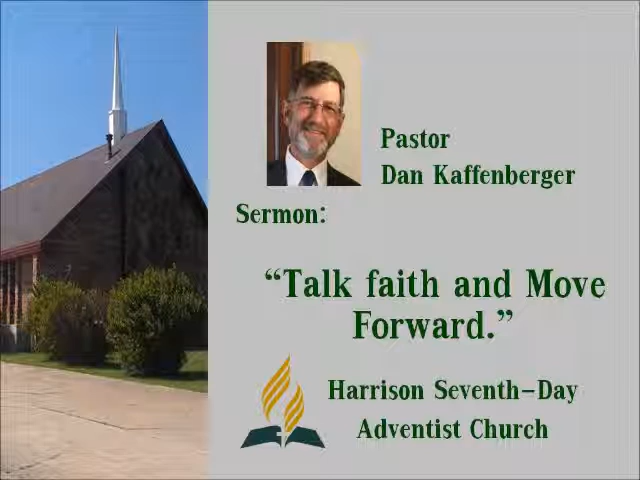 Pastor
Dan Kaffenberger
Sermon:
“Talk faith and Move
Forward.”
Harrison Seventh-Day
Adventist Church